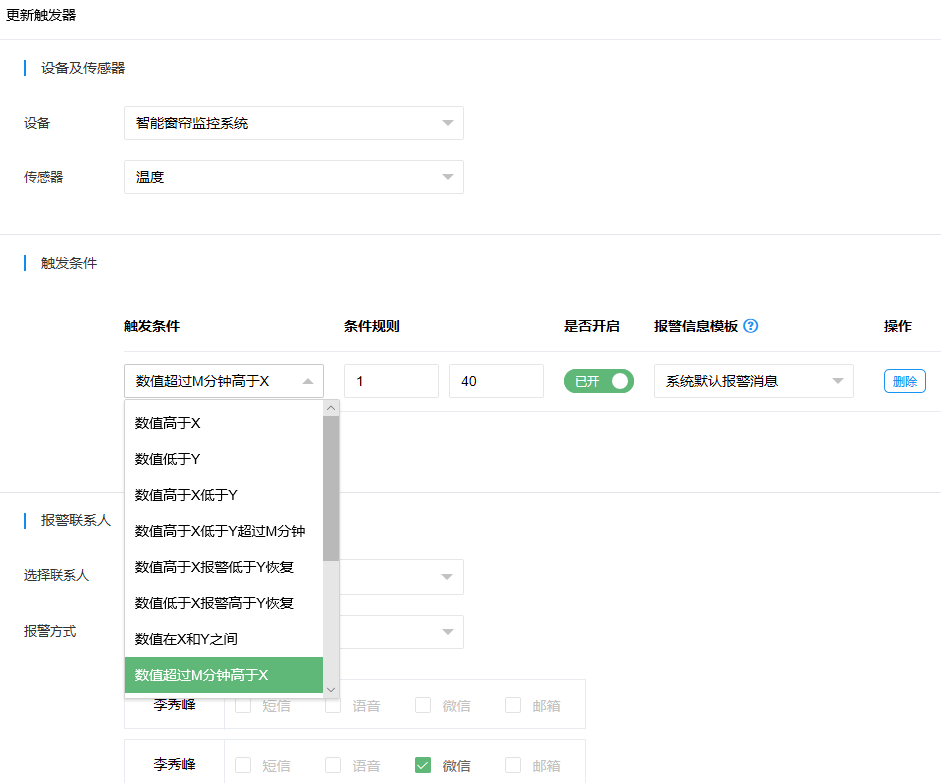 更新触发器
设备及传感器
设备 智能窗帘监控系统
传感器 温度
触发条件
触发条件 条件规则 是否开启 报警信息模板 ? 操作
数值超过M分钟高于X 1 40 已开 系统默认报警消息 删除
数值高于X
数值低于Y
数值高于X低于Y
数值高于X低于Y超过M分钟
数值高于X报警低于Y恢复
数值低于X报警高于Y恢复
数值在X和Y之间
数值超过M分钟高于X
报警联系人
选择联系人
报警方式
李秀峰 短信 语音 微信 邮箱
李秀峰 短信 语音 微信 邮箱